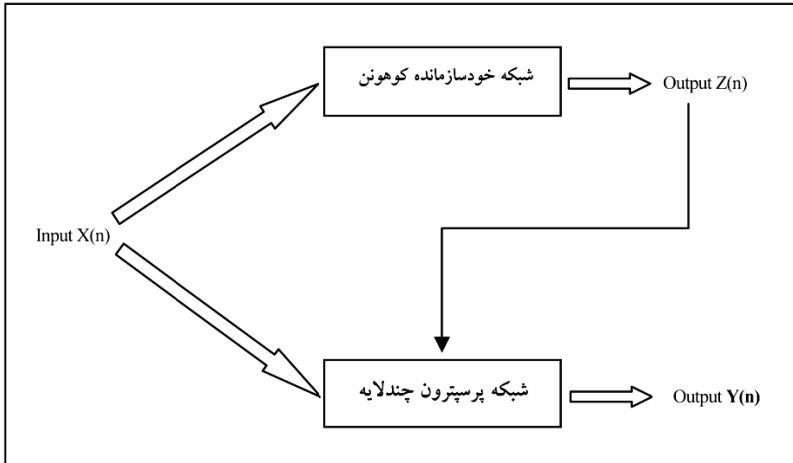 شبکه خودسازمانده کوهونن
Output Z(n)
Input X(n)
شبکه پرسپترون چندلایه
Output Y(n)